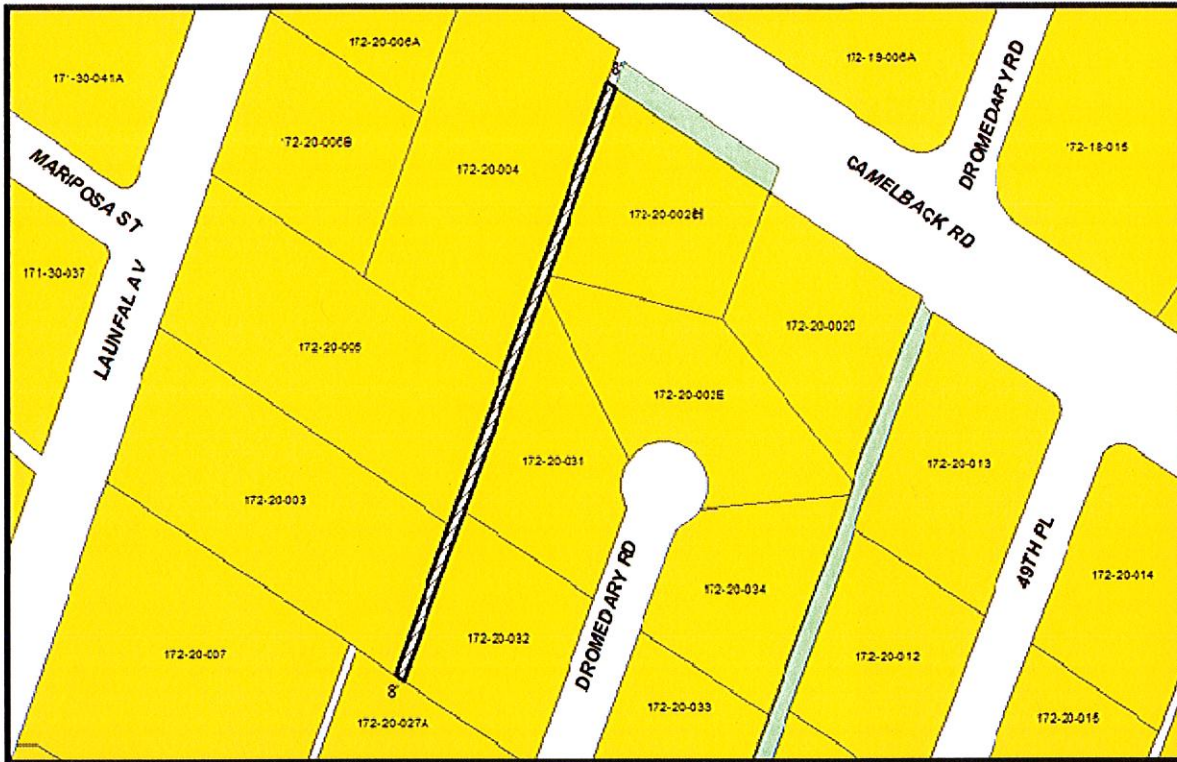 172-20-006A
172-19-006A
171-30-041A
8'
DROMEDARY RD
172-20-006B
172-18-015
MARIPOSA ST
172-20-004
CAMELBACK RD
171-30-037
LAUNFAL AV
172-20-005
172-20-002E
172-20-031
172-20-013
172-20-003
49TH PL
172-20-014
172-20-034
DROMEDARY RD
172-20-032
172-20-012
172-20-007
8'
172-20-027A
172-20-033
172-20-015